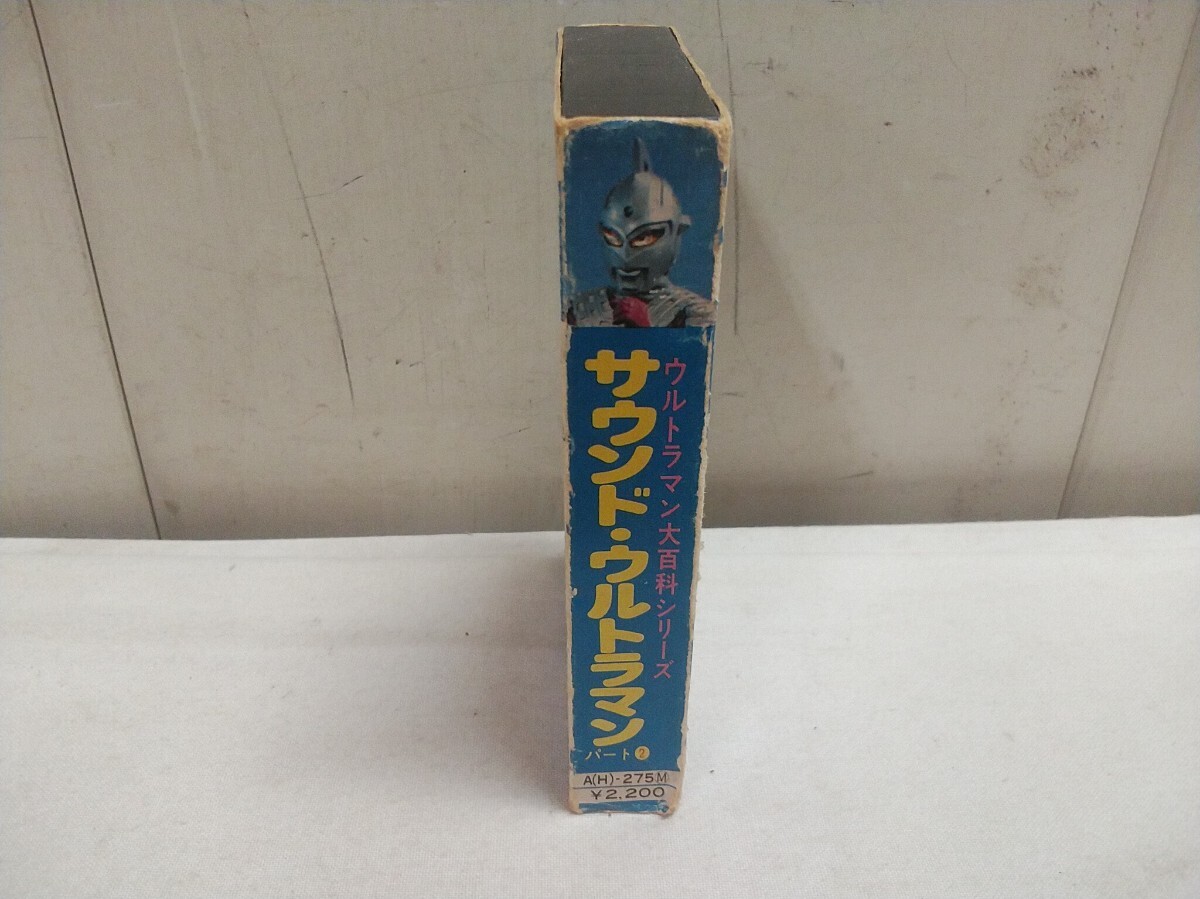 ウルトラマン大百科シリーズ
サウンド・ウルトラマン
パート2
A(H)-275M
¥2,200